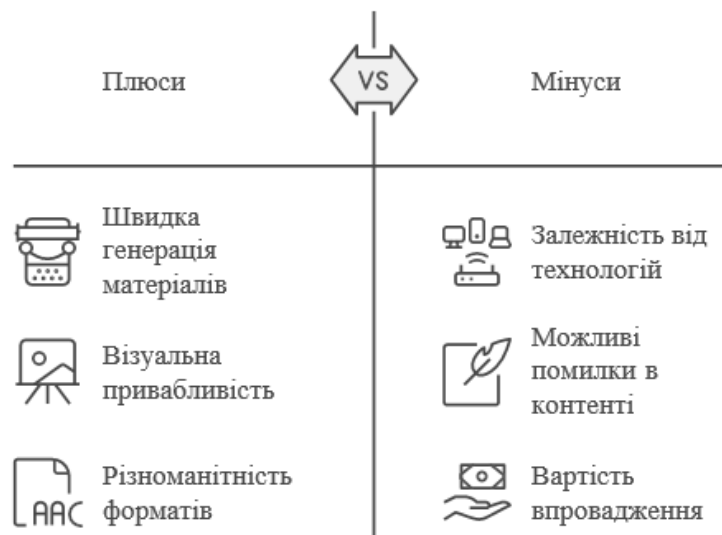 Плюси
VS
Мінуси
Швидка
генерація
матеріалів
Візуальна
привабливість
AAC
Різноманітність
форматів
Залежність від
технологій
Можливі
помилки в
контенті
Вартість
впровадження